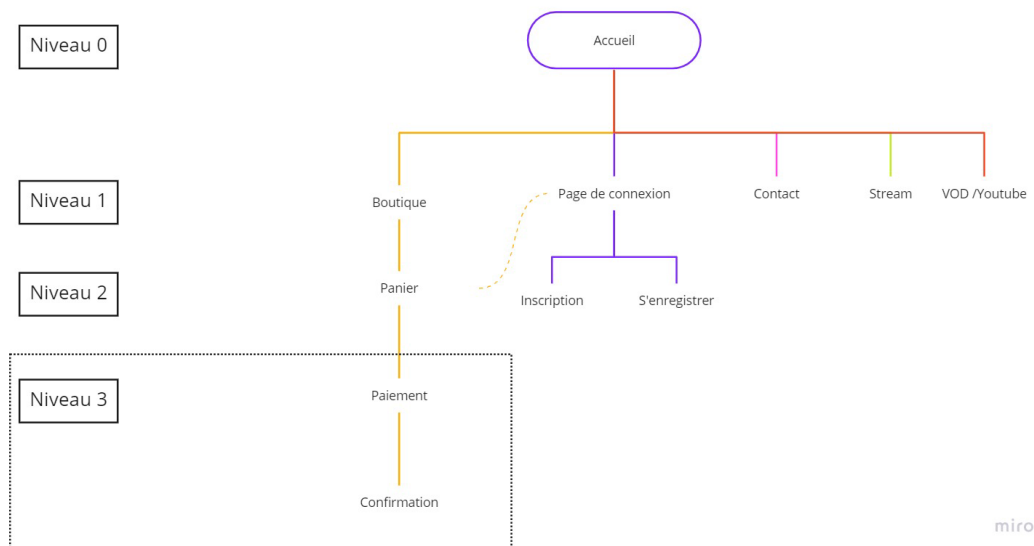 Niveau 0
Accueil
Niveau 1
Boutique
Page de connexion
Contact
Stream
VOD /Youtube
Niveau 2
Panier
Inscription
S'enregistrer
Niveau 3
Paiement
Confirmation
miro